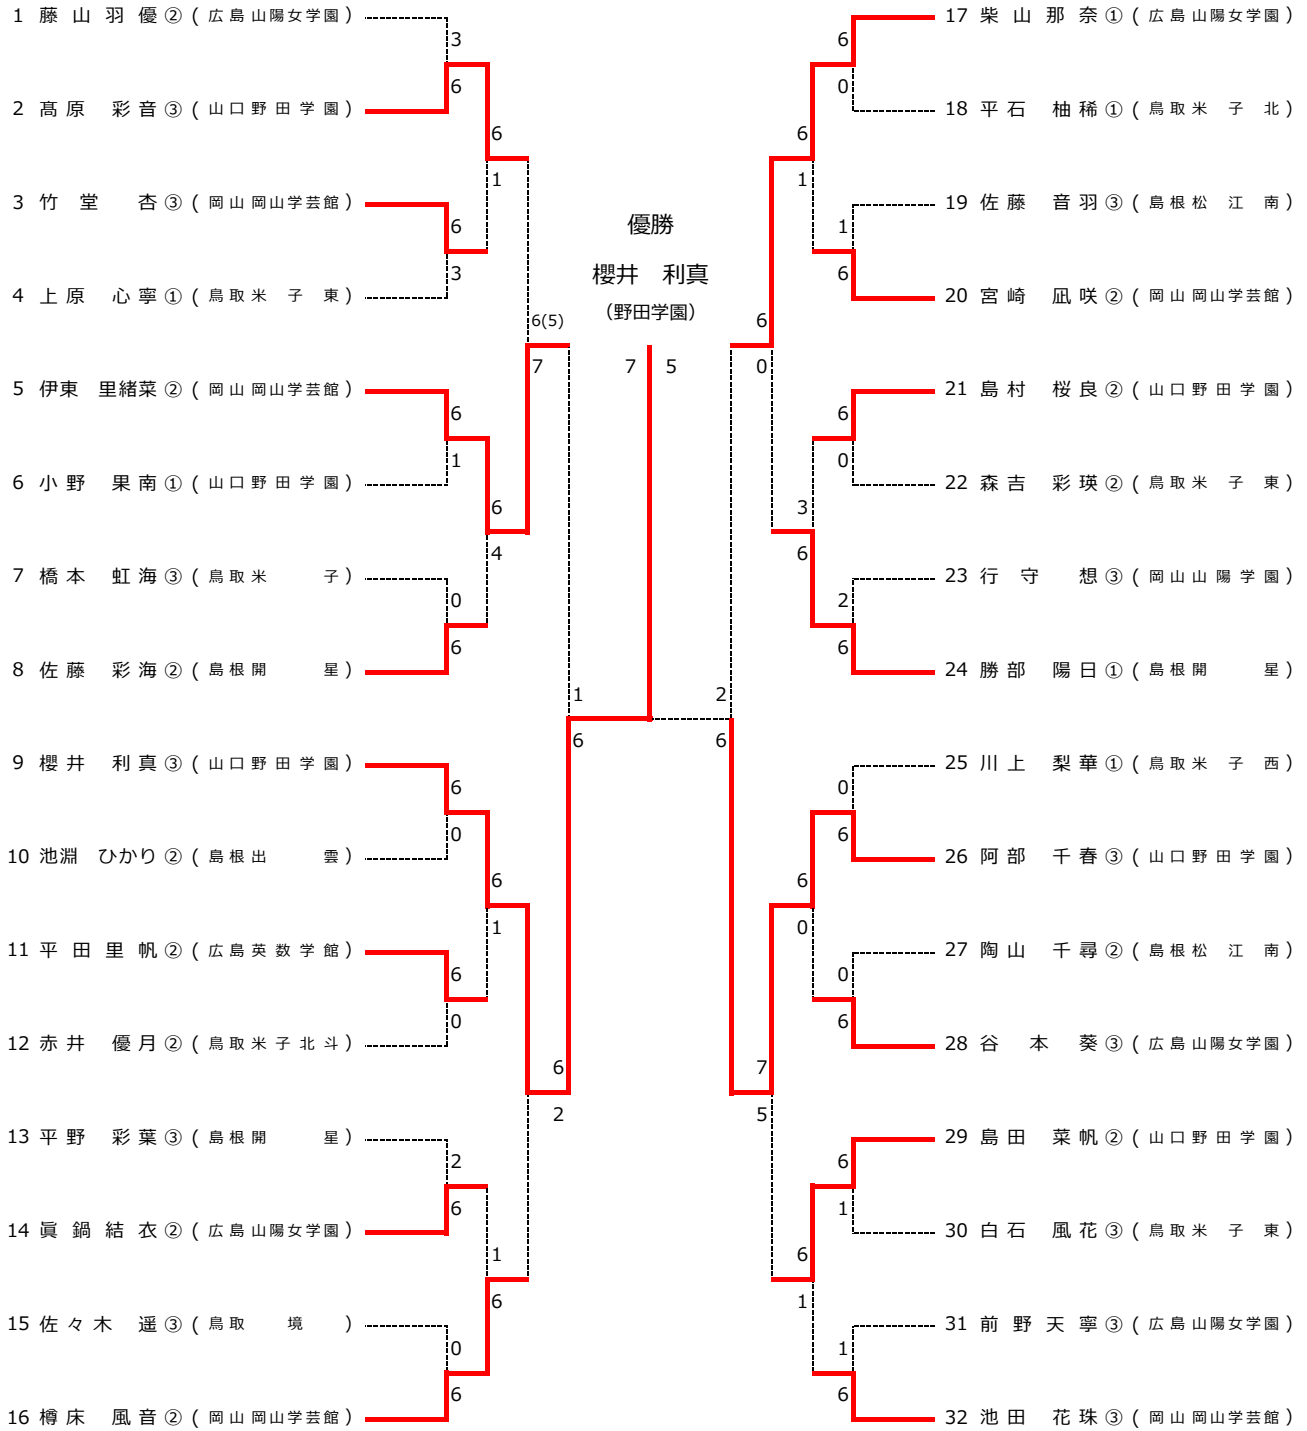 1 藤山羽優② ( 広島山陽女学園 )
3
6
2 髙原 彩音③ ( 山口野田学園 )
6
1
3 竹堂 杏③ ( 岡山岡山学芸館 )
6
3
4 上原 心寧① ( 鳥取米子東 )
6(5)
7
5 伊東 里緒菜② ( 岡山岡山学芸館 )
6
1
6 小野 果南① ( 山口野田学園 )
6
4
7 橋本 虹海③ ( 鳥取米子 )
0
6
8 佐藤 彩海② ( 島根開星 )
1
6
9 櫻井 利真③ ( 山口野田学園 )
6
0
10 池淵 ひかり② ( 島根出雲 )
6
1
11 平田里帆② ( 広島英数学館 )
6
0
12 赤井 優月② ( 鳥取米子北斗 )
6
2
13 平野 彩葉③ ( 島根開星 )
2
6
14 眞鍋結衣② ( 広島山陽女学園 )
1
6
15 佐々木 遥③ ( 鳥取 境 )
0
6
16 樽床 風音② ( 岡山岡山学芸館 )
優勝
櫻井 利真
（野田学園）
7 5
17 柴山那奈① ( 広島山陽女学園 )
6
0
18 平石 柚稀① ( 鳥取米子北 )
6
1
19 佐藤 音羽③ ( 島根松江南 )
1
6
20 宮崎 凪咲② ( 岡山岡山学芸館 )
6
0
21 島村 桜良② ( 山口野田学園 )
6
0
22 森吉 彩瑛② ( 鳥取米子東 )
3
6
23 行守 想③ ( 岡山山陽学園 )
2
6
24 勝部 陽日① ( 島根開星 )
2
6
25 川上 梨華① ( 鳥取米子西 )
0
6
26 阿部 千春③ ( 山口野田学園 )
6
0
27 陶山 千尋② ( 島根松江南 )
0
6
28 谷本 葵③ ( 広島山陽女学園 )
7
5
29 島田 菜帆② ( 山口野田学園 )
6
1
30 白石 風花③ ( 鳥取米子東 )
6
1
31 前野天寧③ ( 広島山陽女学園 )
1
6
32 池田 花珠③ ( 岡山岡山学芸館 )